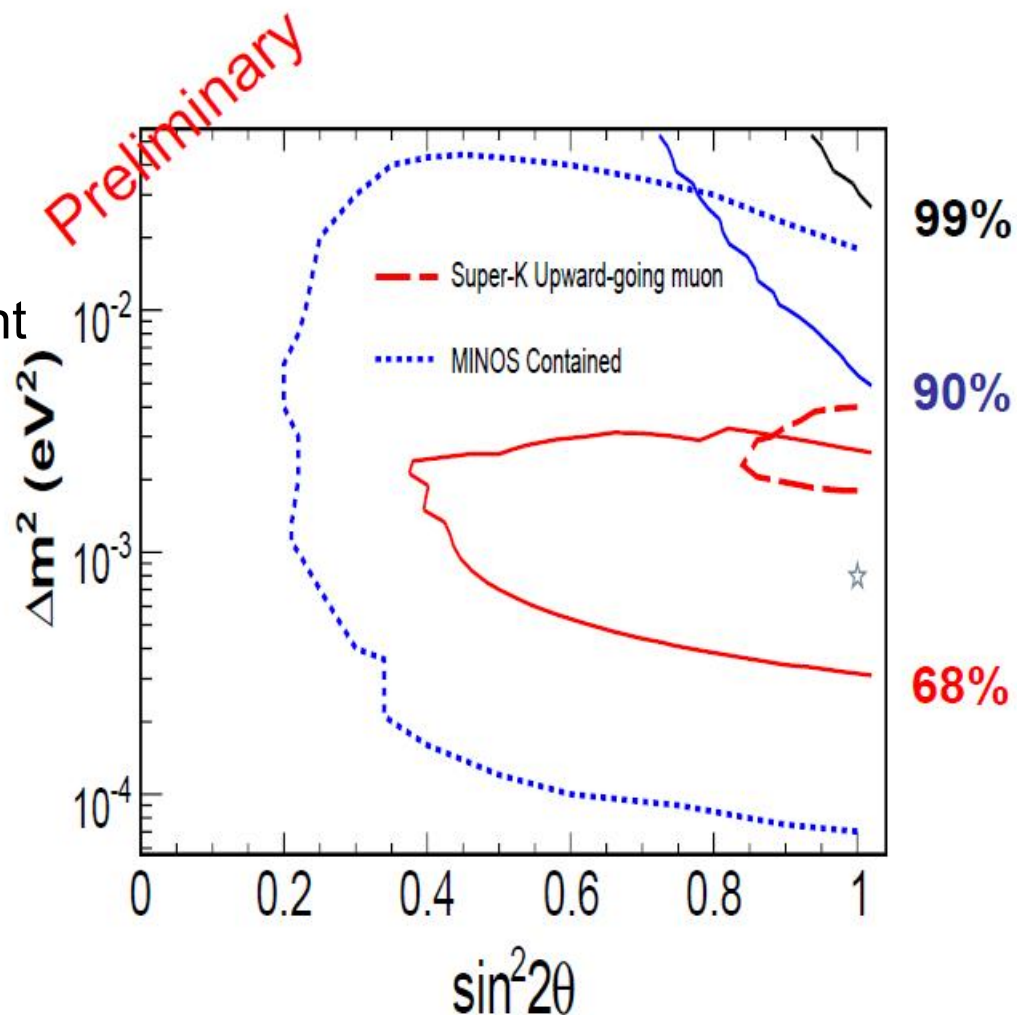 Preliminary
99%
Super-K Upward-going muon
nt
10⁻²
MINOS Contained
90%
Δm² (eV²)
10⁻³
68%
10⁻⁴
0 0.2 0.4 0.6 0.8 1
sin²2θ